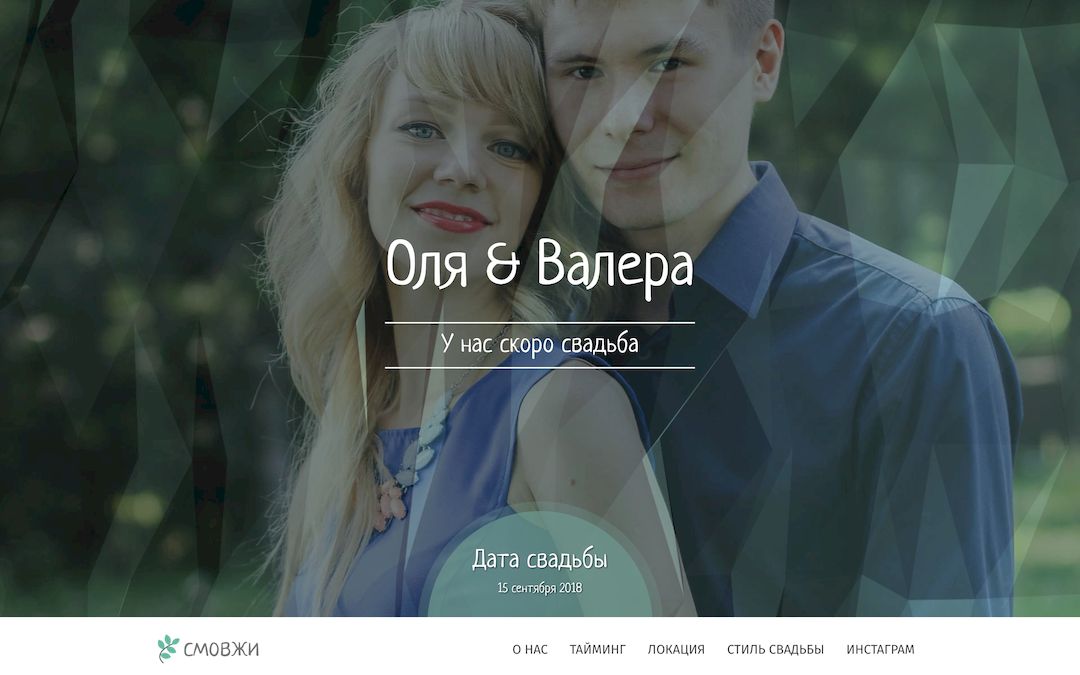 Оля & Валера
У нас скоро свадьба
Дата свадьбы
15 сентября 2018
СМОВЖИ
О НАС ТАЙМИНГ ЛОКАЦИЯ СТИЛЬ СВАДЬБЫ ИНСТАГРАМ